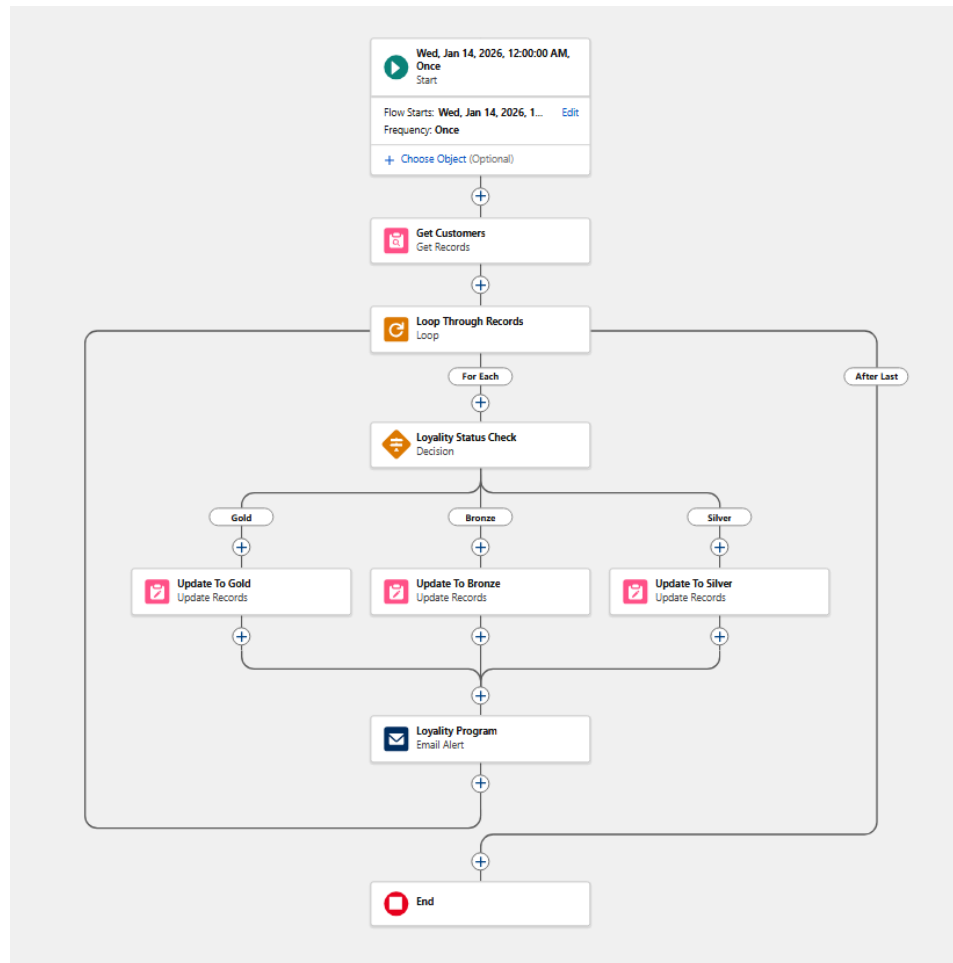 Wed, Jan 14, 2026, 12:00:00 AM,
Once
Start
Flow Starts: Wed, Jan 14, 2026, 1... Edit
Frequency: Once
+ Choose Object (Optional)
Get Customers
Get Records
Loop Through Records
Loop
For Each
After Last
Loyality Status Check
Decision
Gold
Bronze
Silver
Update To Gold
Update Records
Update To Bronze
Update Records
Update To Silver
Update Records
Loyality Program
Email Alert
End